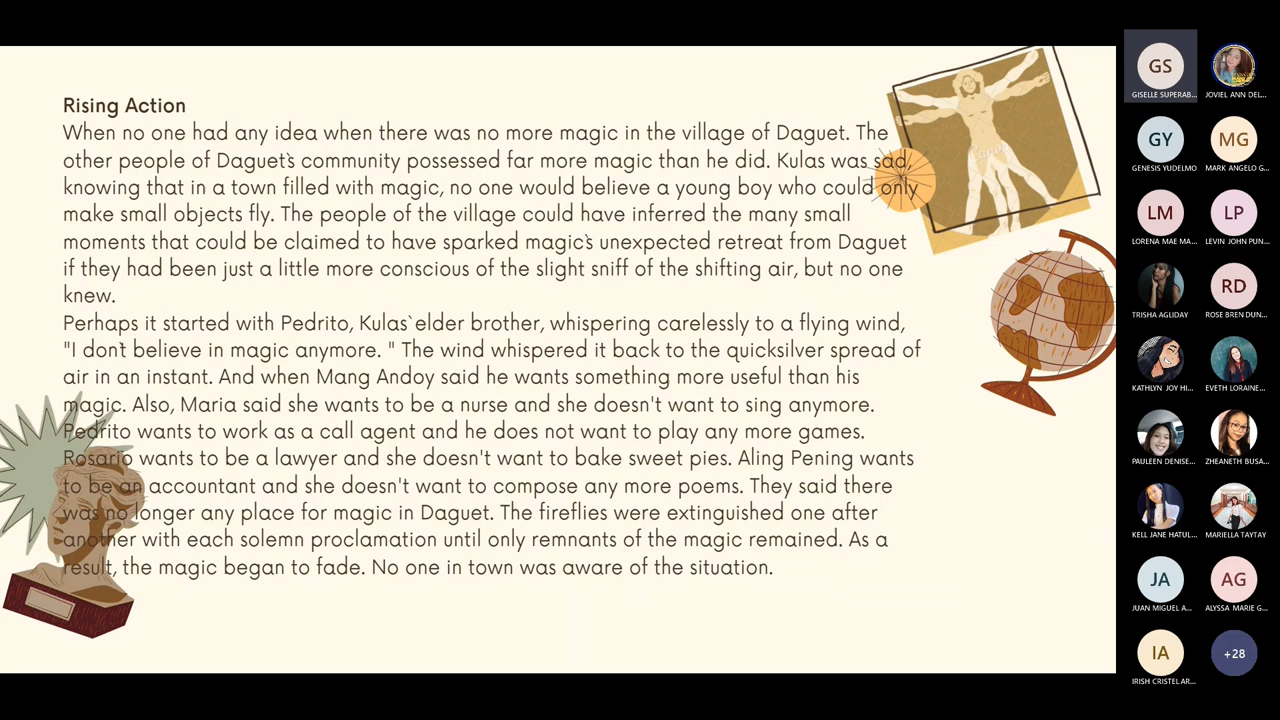 Rising Action
When no one had any idea when there was no more magic in the village of Daguet. The
other people of Daguet`s community possessed far more magic than he did. Kulas was sad,
knowing that in a town filled with magic, no one would believe a young boy who could only
make small objects fly. The people of the village could have inferred the many small
moments that could be claimed to have sparked magic`s unexpected retreat from Daguet
if they had been just a little more conscious of the slight sniff of the shifting air, but no one
knew.
Perhaps it started with Pedrito, Kulas` elder brother, whispering carelessly to a flying wind,
"I don`t believe in magic anymore. " The wind whispered it back to the quicksilver spread of
air in an instant. And when Mang Andoy said he wants something more useful than his
magic. Also, Maria said she wants to be a nurse and she doesn't want to sing anymore.
Pedrito wants to work as a call agent and he does not want to play any more games.
Rosario wants to be a lawyer and she doesn't want to bake sweet pies. Aling Pening wants
to be an accountant and she doesn't want to compose any more poems. They said there
was no longer any place for magic in Daguet. The fireflies were extinguished one after
another with each solemn proclamation until only remnants of the magic remained. As a
result, the magic began to fade. No one in town was aware of the situation.
GS
GISELLE SUPERAB...
JOVIEL ANN DEL...
GY
GENESIS YUDELMO
MG
MARK ANGELO G...
LM
LORENA MAE MA...
LP
LEVIN JOHN PUN...
TRISHA AGLIDAY
RD
ROSE BREN DUN...
KATHLYN JOY HI...
EVETH LORAINE...
PAULEEN DENISE...
ZHEANETH BUSA...
KELL JANE HATUL...
MARIELLA TAYTAY
JA
JUAN MIGUEL A...
AG
ALYSSA MARIE G...
IA
IRISH CRISTEL AR...
+28